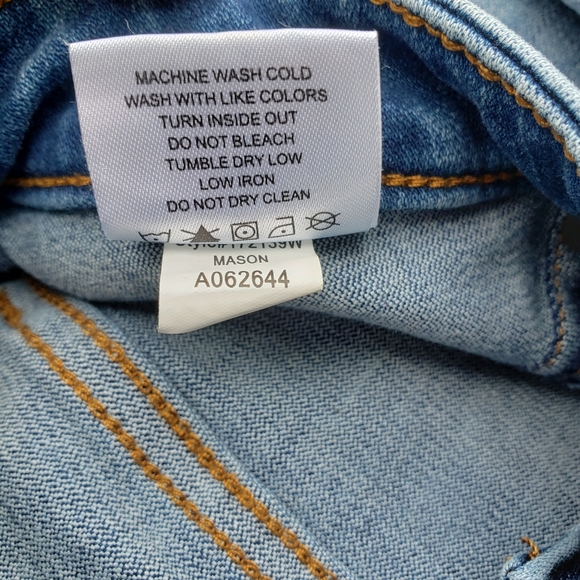 MACHINE WASH COLD
WASH WITH LIKE COLORS
TURN INSIDE OUT
DO NOT BLEACH
TUMBLE DRY LOW
LOW IRON
DO NOT DRY CLEAN
MASON
A062644